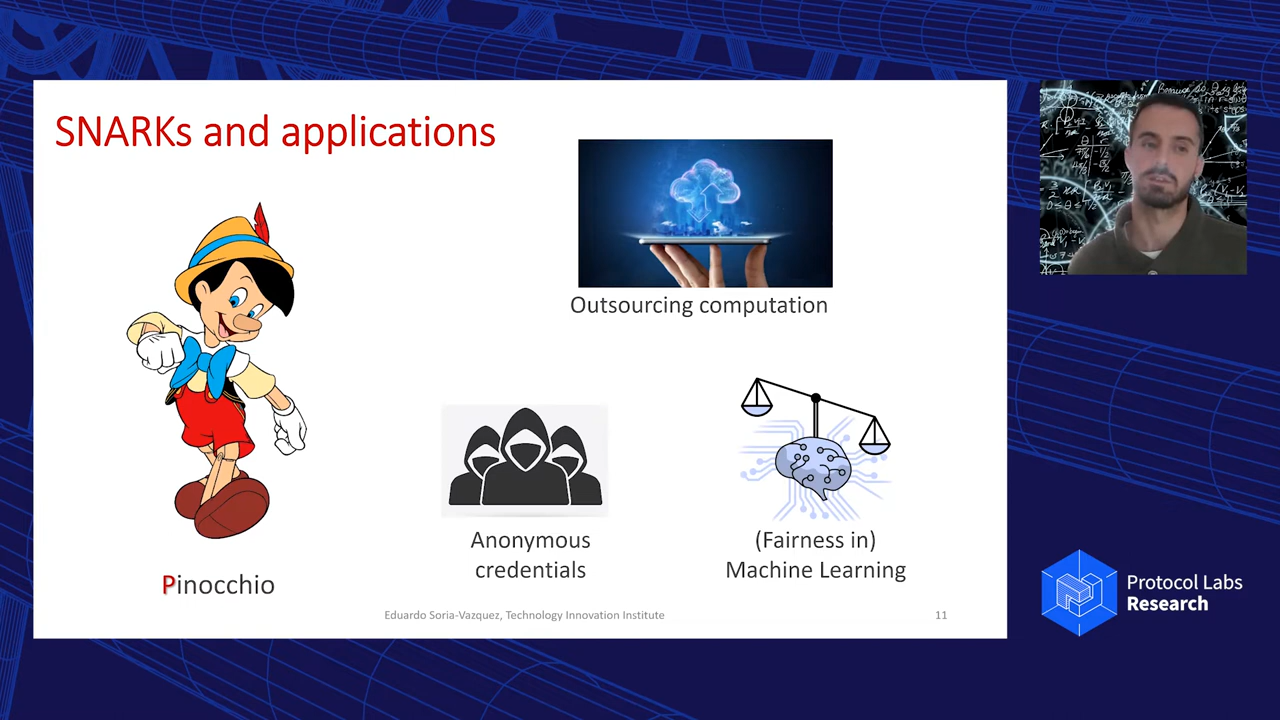 SNARKs and applications
Outsourcing computation
Anonymous
credentials
(Fairness in)
Machine Learning
Pinocchio
Eduardo Soria-Vazquez, Technology Innovation Institute
11
Protocol Labs
Research